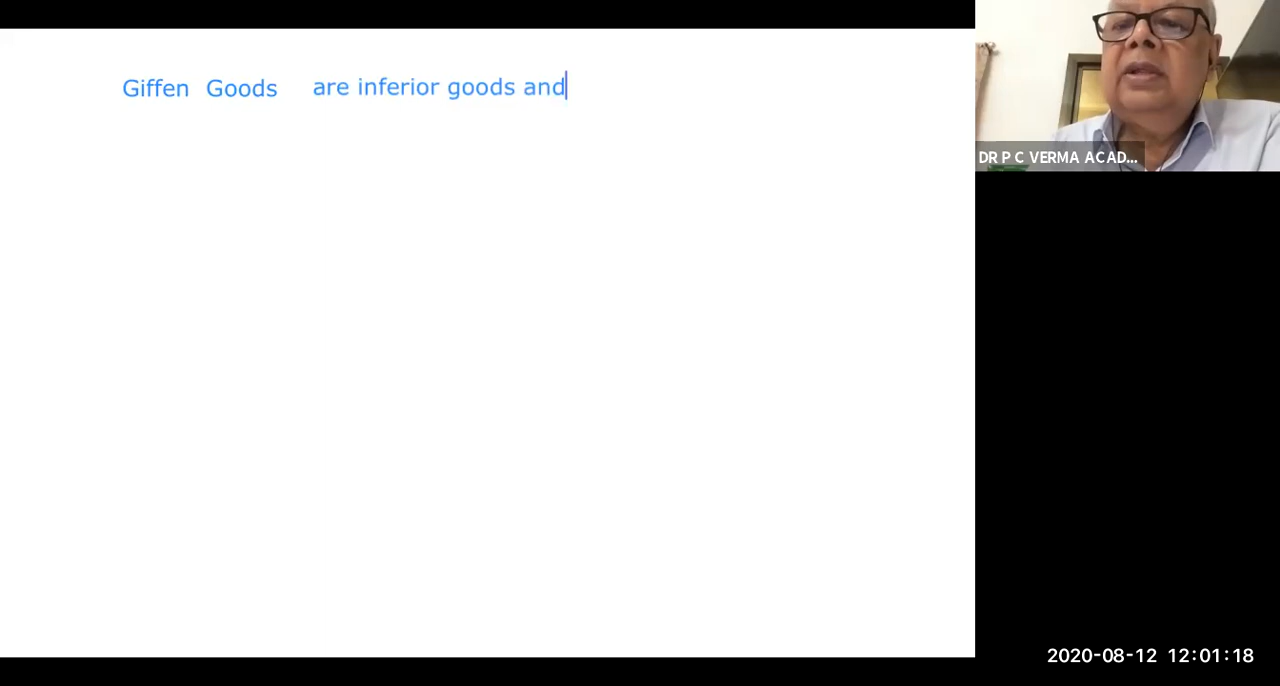 Giffen Goods are inferior goods and
DR P C VERMA ACAD...
2020-08-12 12:01:18